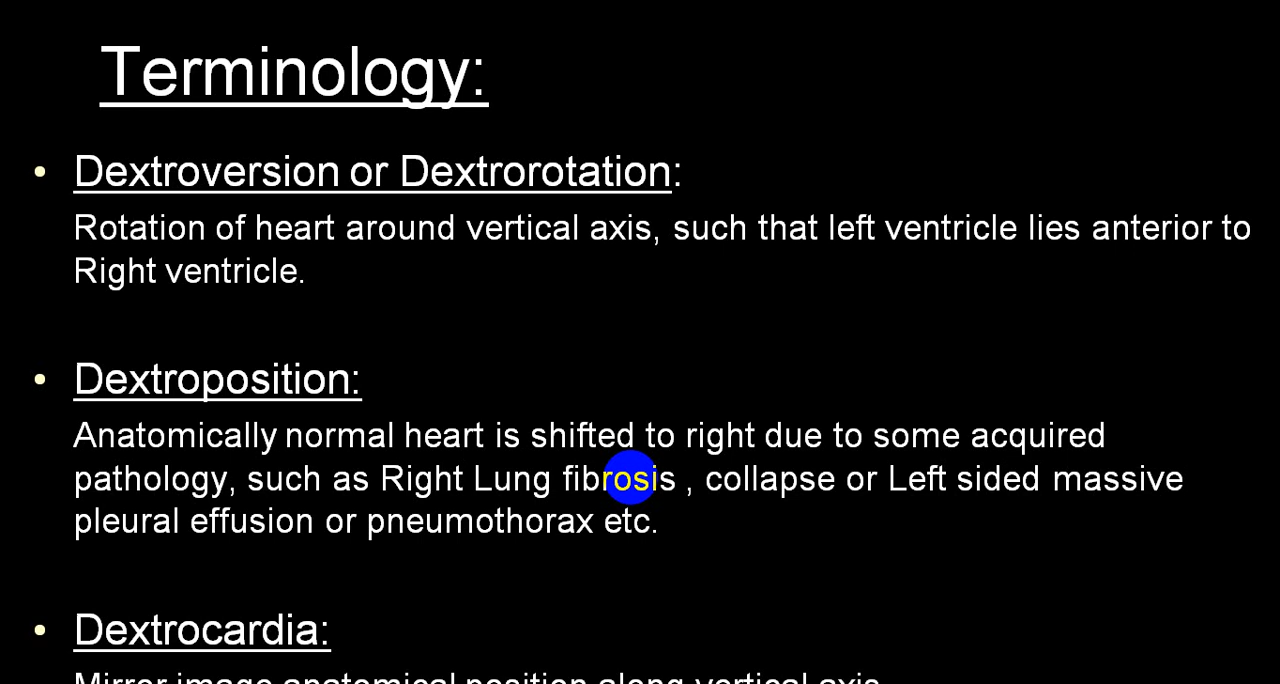 Terminology:
• Dextroversion or Dextrorotation:
Rotation of heart around vertical axis, such that left ventricle lies anterior to
Right ventricle.
• Dextroposition:
Anatomically normal heart is shifted to right due to some acquired
pathology, such as Right Lung fibrosis , collapse or Left sided massive
pleural effusion or pneumothorax etc.
• Dextrocardia:
Mirror image anatomical position along vertical axis